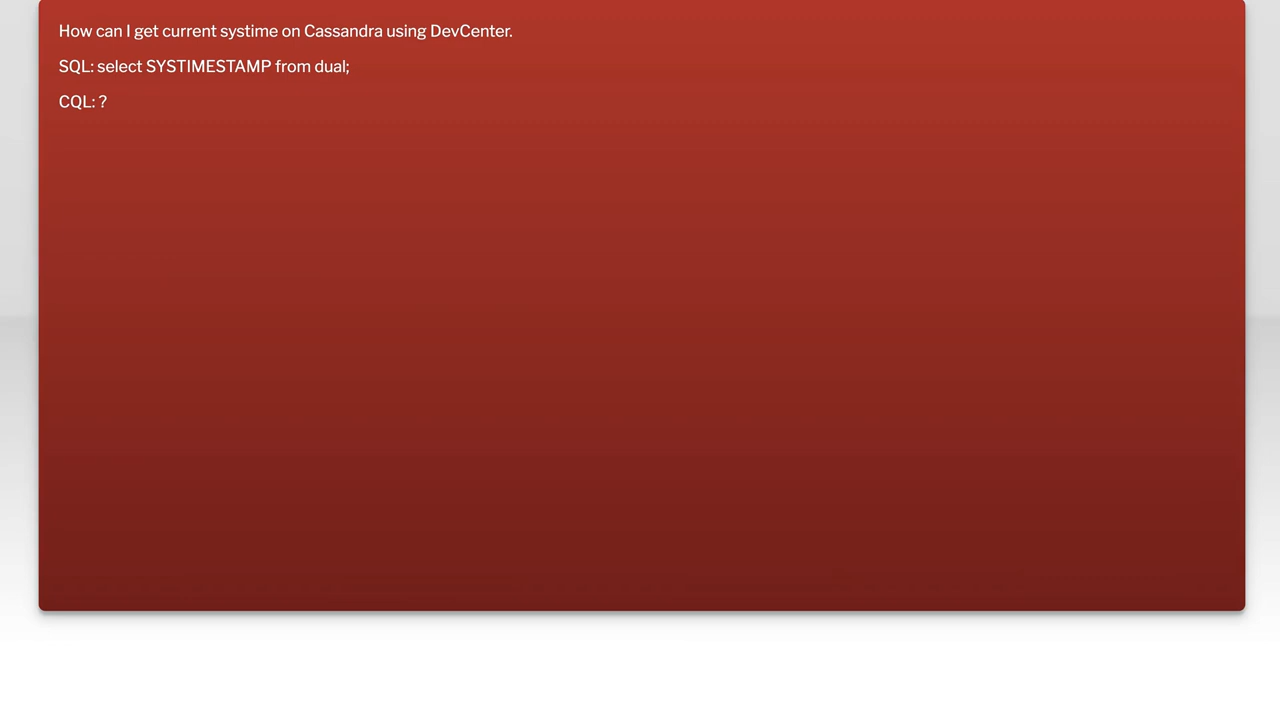 How can I get current systime on Cassandra using DevCenter.
SQL: select SYSTIMESTAMP from dual;
CQL: ?